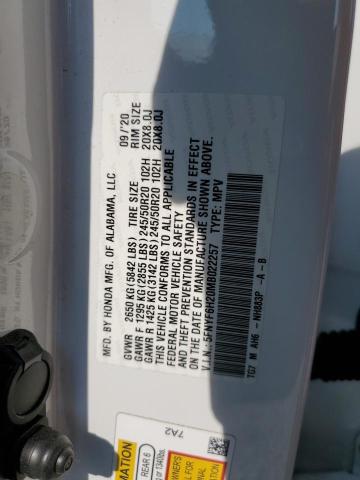 MFD. BY HONDA MFG. OF ALABAMA, LLC
09/'20
GVWR 2650 KG (5842 LBS) TIRE SIZE RIM SIZE
GAWR F 1295 KG (2855 LBS) 245/50R20 102H 20X8.0J
GAWR R 1425 KG (3142 LBS) 245/50R20 102H 20X8.0J
THIS VEHICLE CONFORMS TO ALL APPLICABLE
FEDERAL MOTOR VEHICLE SAFETY
AND THEFT PREVENTION STANDARDS IN EFFECT
ON THE DATE OF MANUFACTURE SHOWN ABOVE.
V.I.N.: 5FNYF6H20MB022257 TYPE: MPV
TG7 M AH6 -NH883P -A -B
7A2
REAR 6